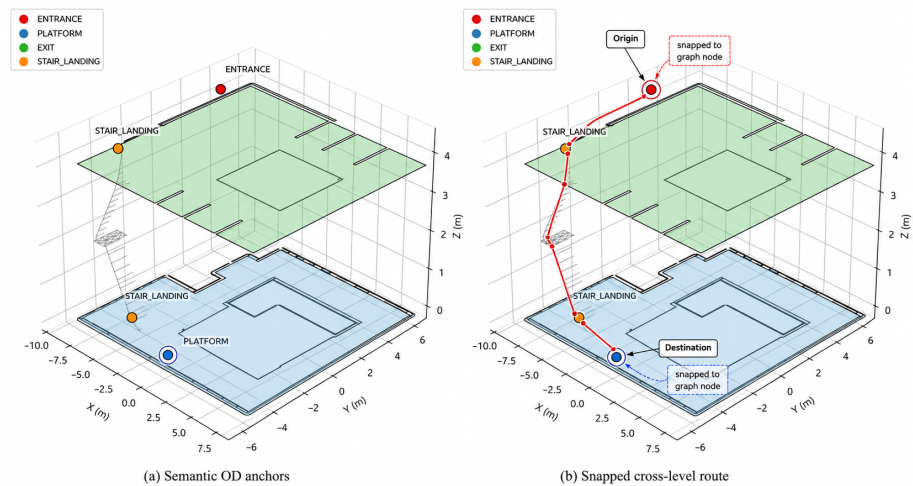 ENTRANCE
PLATFORM
EXIT
STAIR_LANDING
ENTRANCE
STAIR_LANDING
STAIR_LANDING
PLATFORM
4
3
2
1
0
Z (m)
−10.0
−7.5
−5.0
−2.5
0.0
2.5
5.0
7.5
X (m)
−6
−4
−2
0
2
4
6
Y (m)
(a) Semantic OD anchors
ENTRANCE
PLATFORM
EXIT
STAIR_LANDING
Origin
snapped to
graph node
STAIR_LANDING
STAIR_LANDING
Destination
snapped to
graph node
4
3
2
1
0
Z (m)
−10.0
−7.5
−5.0
−2.5
0.0
2.5
5.0
7.5
X (m)
−6
−4
−2
0
2
4
6
Y (m)
(b) Snapped cross-level route